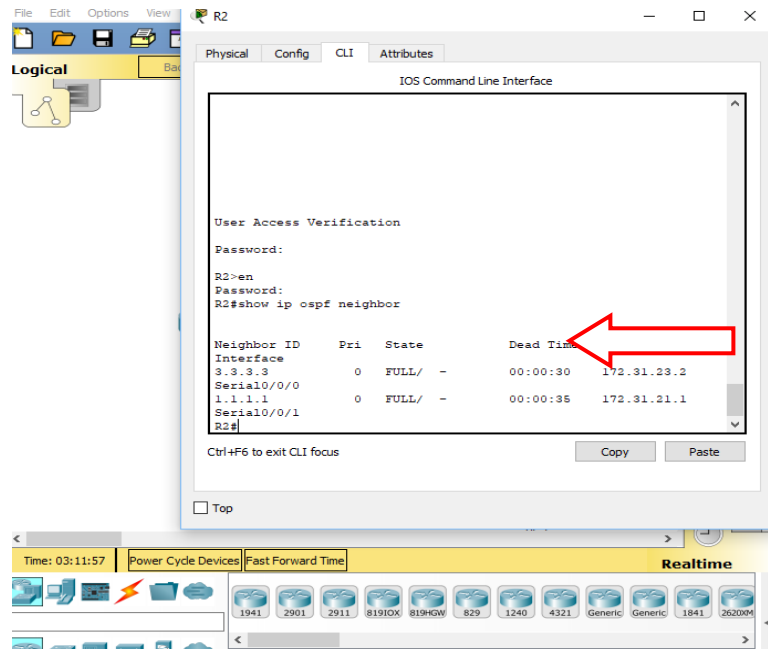 File Edit Options View
R2
Logical
Physical Config CLI Attributes
IOS Command Line Interface
User Access Verification
Password:
R2>en
Password:
R2#show ip ospf neighbor
Neighbor ID Pri State Dead Time
Interface
3.3.3.3 0 FULL/ - 00:00:30 172.31.23.2
Serial0/0/0
1.1.1.1 0 FULL/ - 00:00:35 172.31.21.1
Serial0/0/1
R2#
Ctrl+F6 to exit CLI focus Copy Paste
Top
Time: 03:11:57 Power Cycle Devices Fast Forward Time Realtime
1941 2901 2911 819IOX 819HGW 829 1240 4321 Generic Generic 1841 2620XM